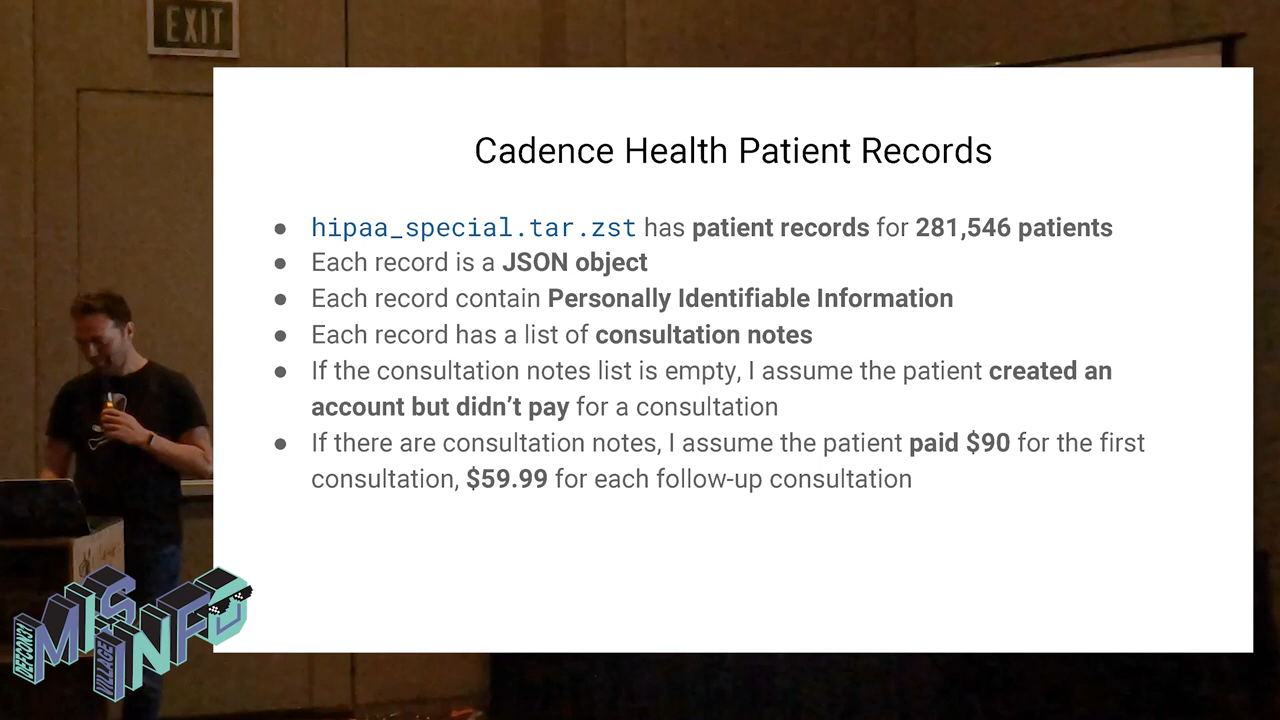 EXIT
Cadence Health Patient Records
● hipaa_special.tar.zst has patient records for 281,546 patients
● Each record is a JSON object
● Each record contain Personally Identifiable Information
● Each record has a list of consultation notes
● If the consultation notes list is empty, I assume the patient created an
account but didn’t pay for a consultation
● If there are consultation notes, I assume the patient paid $90 for the first
consultation, $59.99 for each follow-up consultation
DEFCON31
MIS
VILLAGE
INFO